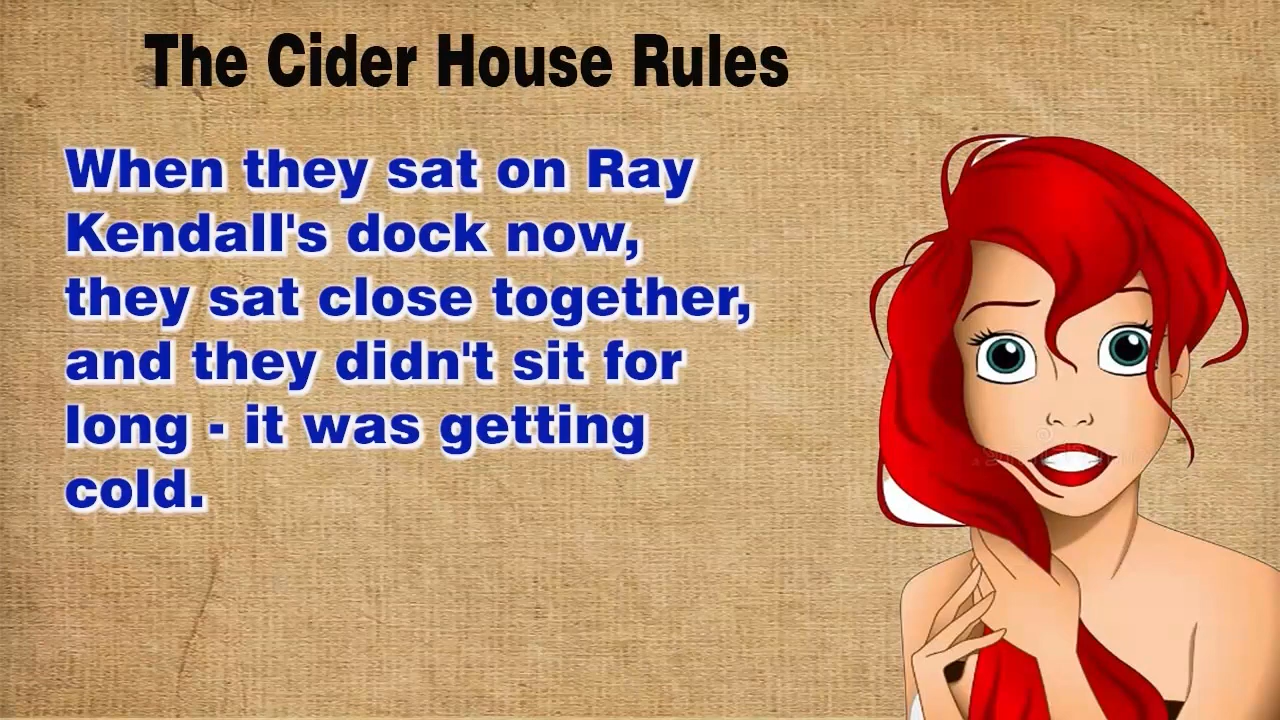 The Cider House Rules
When they sat on Ray
Kendall's dock now,
they sat close together,
and they didn't sit for
long - it was getting
cold.